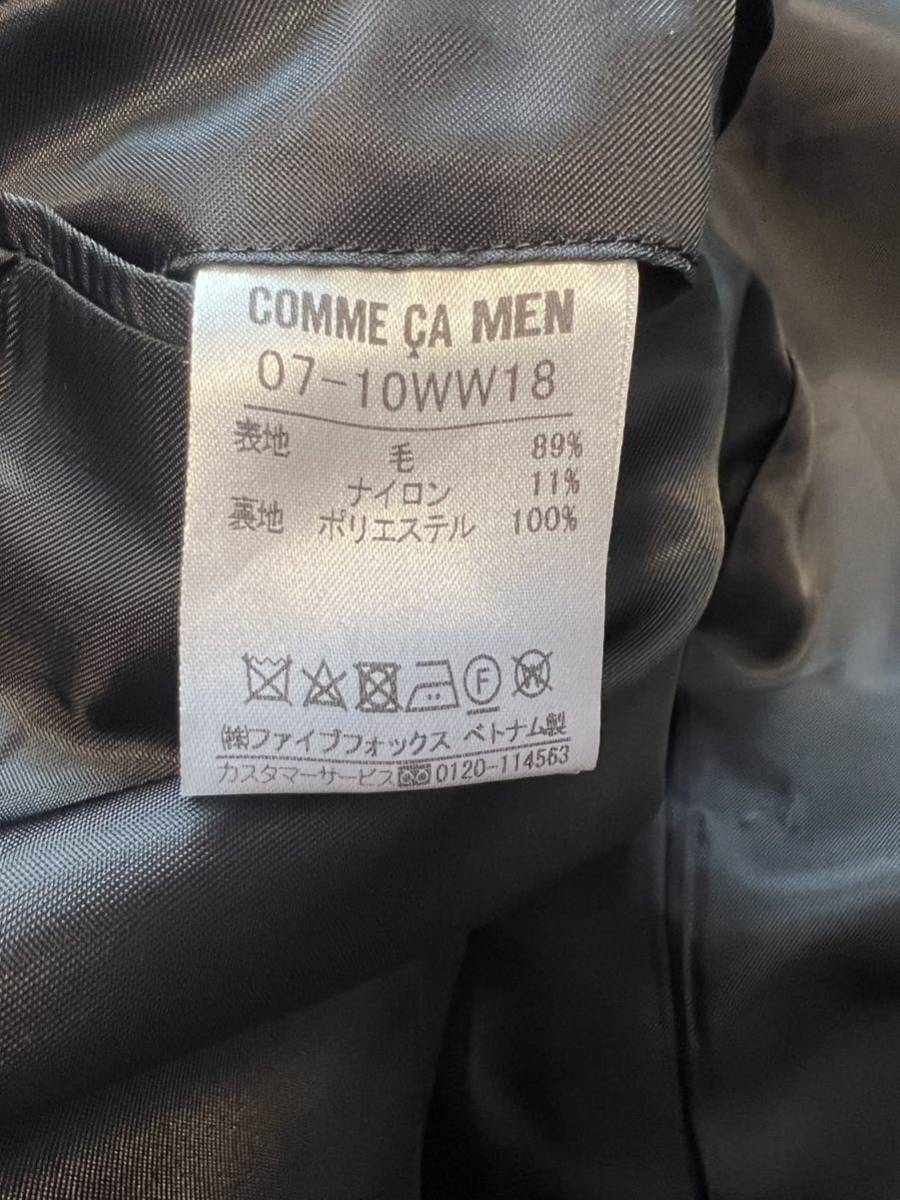 COMME ÇA MEN
07-10WW18
表地 毛 89%
ナイロン 11%
裏地 ポリエステル 100%
F W
㈱ファイブフォックス ベトナム製
カスタマーサービス 0120-114563